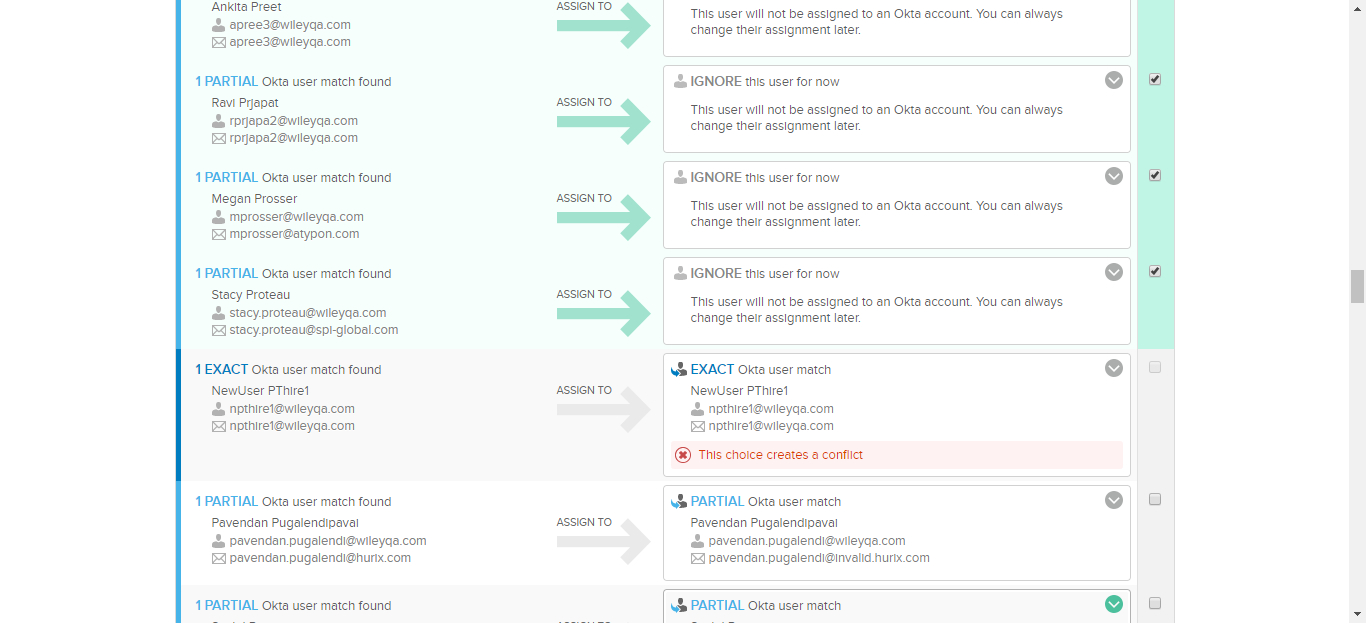 Ankita Preet
apree3@wileyqa.com
apree3@wileyqa.com
ASSIGN TO
This user will not be assigned to an Okta account. You can always
change their assignment later.
1 PARTIAL Okta user match found
Ravi Prjapat
rprjapa2@wileyqa.com
rprjapa2@wileyqa.com
ASSIGN TO
IGNORE this user for now
This user will not be assigned to an Okta account. You can always
change their assignment later.
1 PARTIAL Okta user match found
Megan Prosser
mprosser@wileyqa.com
mprosser@atypon.com
ASSIGN TO
IGNORE this user for now
This user will not be assigned to an Okta account. You can always
change their assignment later.
1 PARTIAL Okta user match found
Stacy Proteau
stacy.proteau@wileyqa.com
stacy.proteau@spi-global.com
ASSIGN TO
IGNORE this user for now
This user will not be assigned to an Okta account. You can always
change their assignment later.
1 EXACT Okta user match found
NewUser PThire1
npthire1@wileyqa.com
npthire1@wileyqa.com
ASSIGN TO
EXACT Okta user match
NewUser PThire1
npthire1@wileyqa.com
npthire1@wileyqa.com
This choice creates a conflict
1 PARTIAL Okta user match found
Pavendan Pugalendipaval
pavendan.pugalendi@wileyqa.com
pavendan.pugalendi@hurix.com
ASSIGN TO
PARTIAL Okta user match
Pavendan Pugalendipaval
pavendan.pugalendi@wileyqa.com
pavendan.pugalendi@invalid.hurix.com
1 PARTIAL Okta user match found
PARTIAL Okta user match